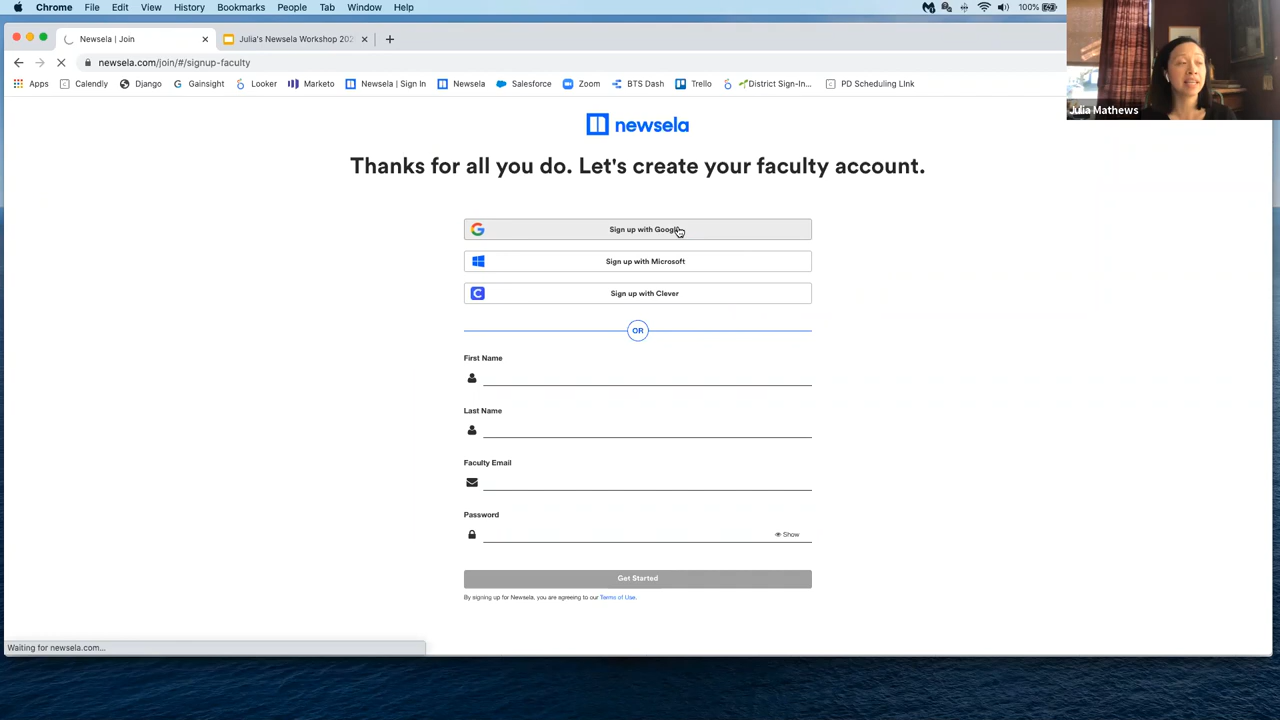 Chrome File Edit View History Bookmarks People Tab Window Help 100%
Newsela | Join Julia's Newsela Workshop 202
newsela.com/join/#/signup-faculty
Apps Calendly Django Gainsight Looker Marketo Newsela | Sign In Newsela Salesforce Zoom BTS Dash Trello District Sign-In... PD Scheduling LInk
Julia Mathews
newsela
Thanks for all you do. Let's create your faculty account.
Sign up with Google
Sign up with Microsoft
Sign up with Clever
OR
First Name
Last Name
Faculty Email
Password
Show
Get Started
By signing up for Newsela, you are agreeing to our Terms of Use.
Waiting for newsela.com...